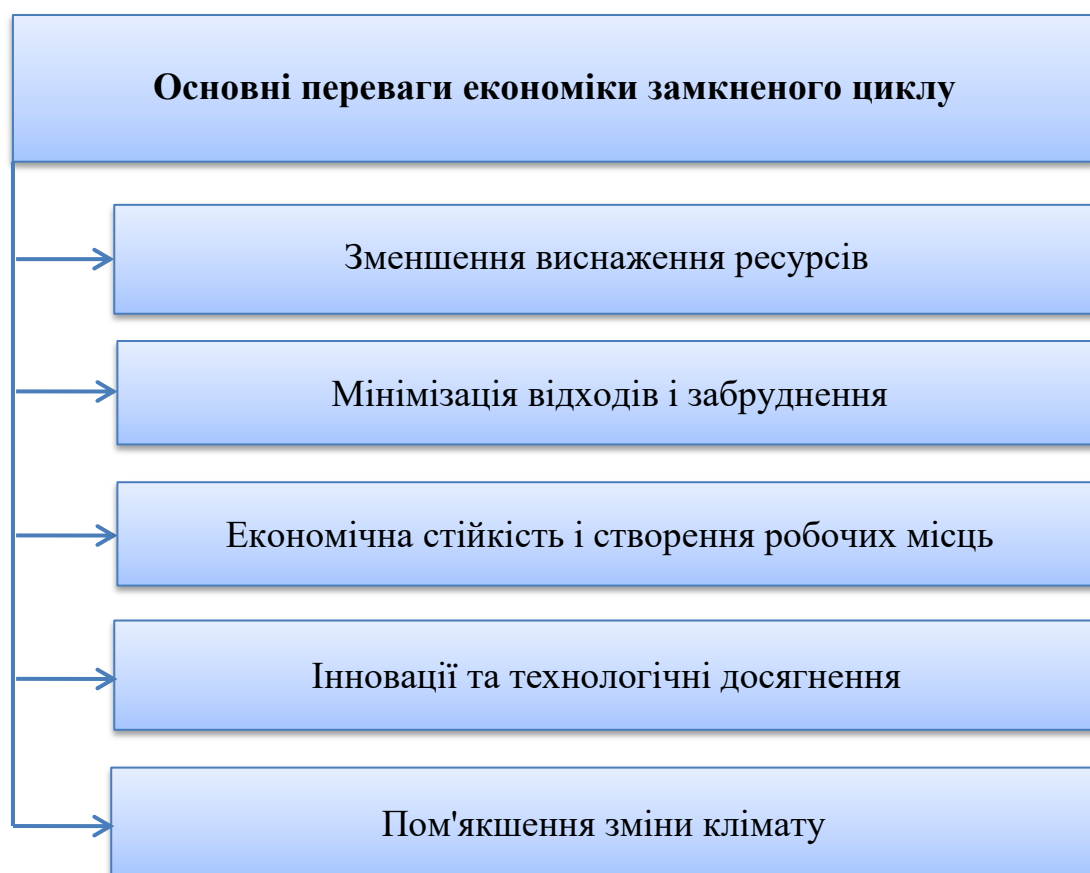 Основні переваги економіки замкненого циклу
Зменшення виснаження ресурсів
Мінімізація відходів і забруднення
Економічна стійкість і створення робочих місць
Інновації та технологічні досягнення
Пом'якшення зміни клімату